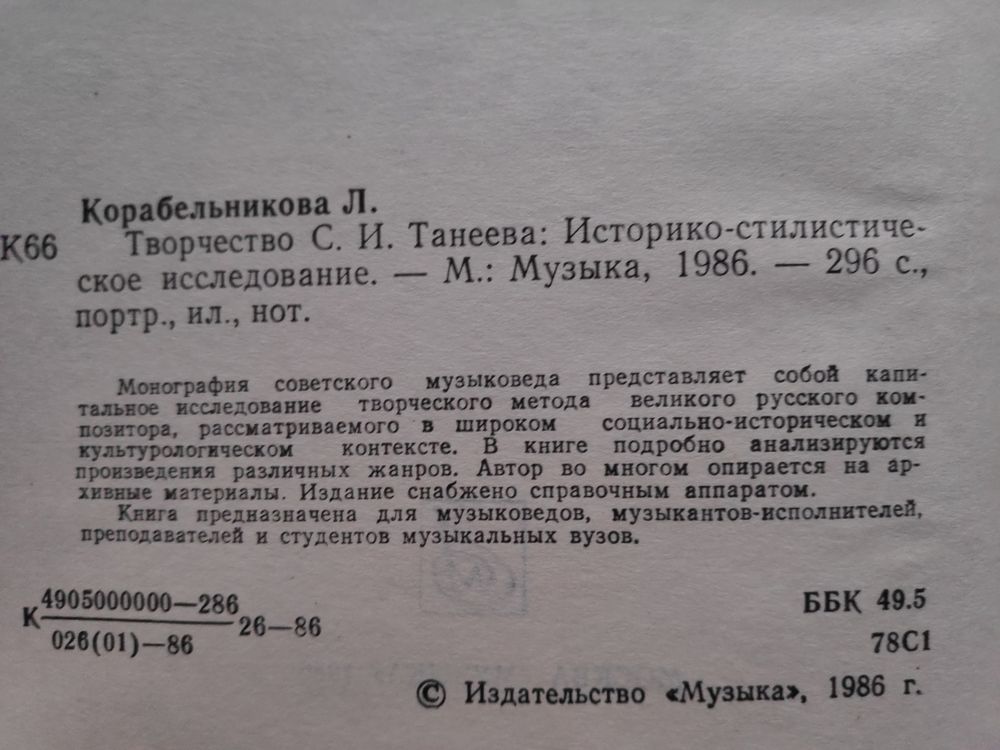 Корабельникова Л.
К66 Творчество С. И. Танеева: Историко-стилистиче-
ское исследование. — М.: Музыка, 1986. — 296 с.,
портр., ил., нот.
Монография советского музыковеда представляет собой капи-
тальное исследование творческого метода великого русского ком-
позитора, рассматриваемого в широком социально-историческом и
культурологическом контексте. В книге подробно анализируются
произведения различных жанров. Автор во многом опирается на ар-
хивные материалы. Издание снабжено справочным аппаратом.
Книга предназначена для музыковедов, музыкантов-исполнителей,
преподавателей и студентов музыкальных вузов.
К 4905000000—286 26—86
026(01)—86
ББК 49.5
78С1
© Издательство «Музыка», 1986 г.